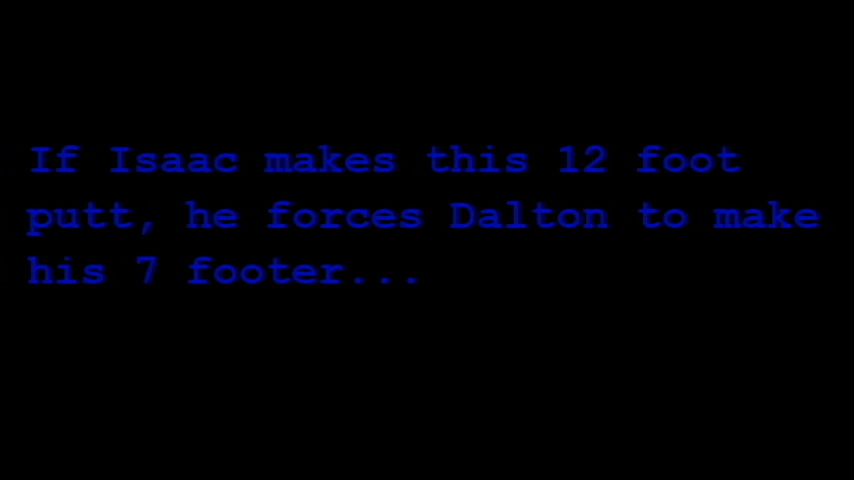 If Isaac makes this 12 foot
putt, he forces Dalton to make
his 7 footer...